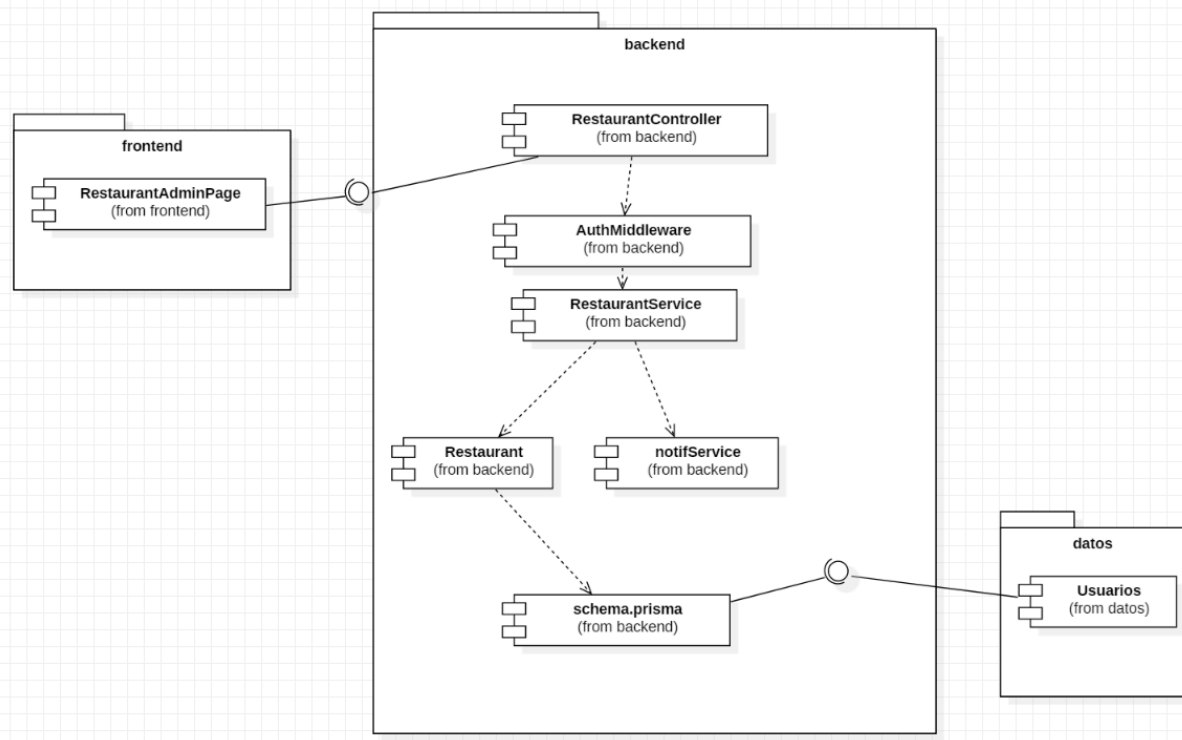 backend
RestaurantController
(from backend)
frontend
RestaurantAdminPage
(from frontend)
AuthMiddleware
(from backend)
RestaurantService
(from backend)
Restaurant
(from backend)
notifService
(from backend)
datos
Usuarios
(from datos)
schema.prisma
(from backend)